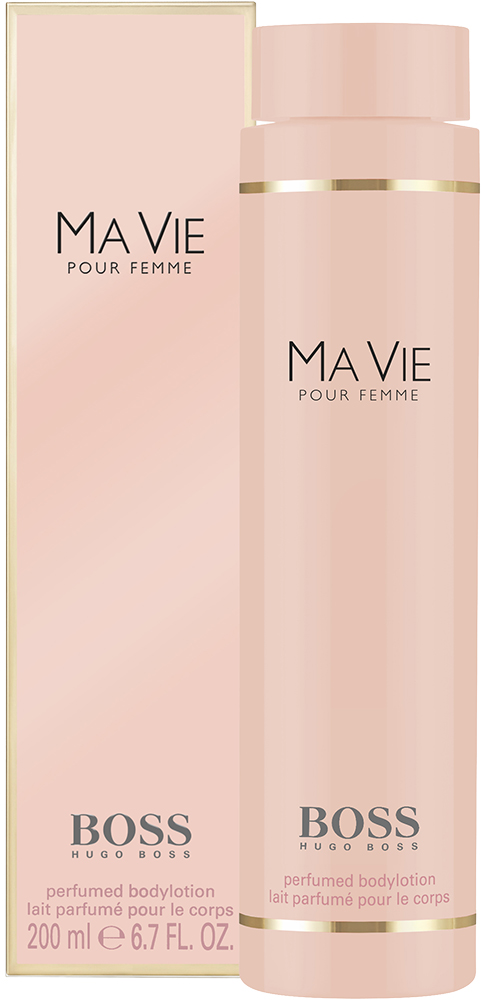 MA VIE
POUR FEMME
BOSS
HUGO BOSS
perfumed bodylotion
lait parfumé pour le corps
200 ml ℮ 6.7 FL. OZ.
MA VIE
POUR FEMME
BOSS
HUGO BOSS
perfumed bodylotion
lait parfumé pour le corps